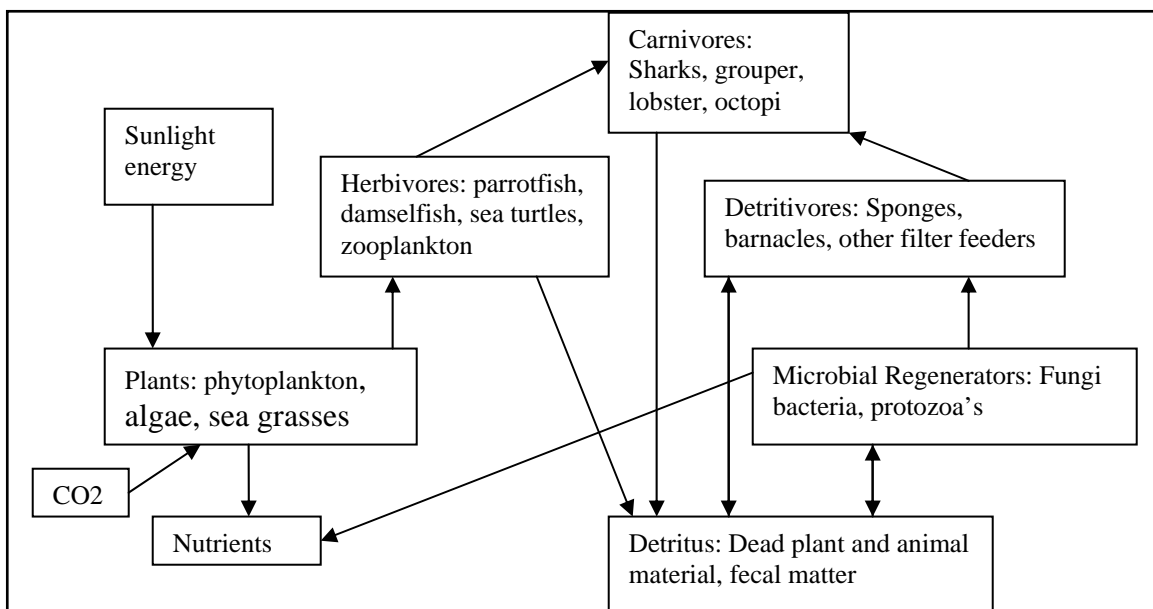 Carnivores:
Sharks, grouper,
lobster, octopi
Sunlight
energy
Herbivores: parrotfish,
damselfish, sea turtles,
zooplankton
Detritivores: Sponges,
barnacles, other filter feeders
Plants: phytoplankton,
algae, sea grasses
Microbial Regenerators: Fungi
bacteria, protozoa’s
CO2
Nutrients
Detritus: Dead plant and animal
material, fecal matter